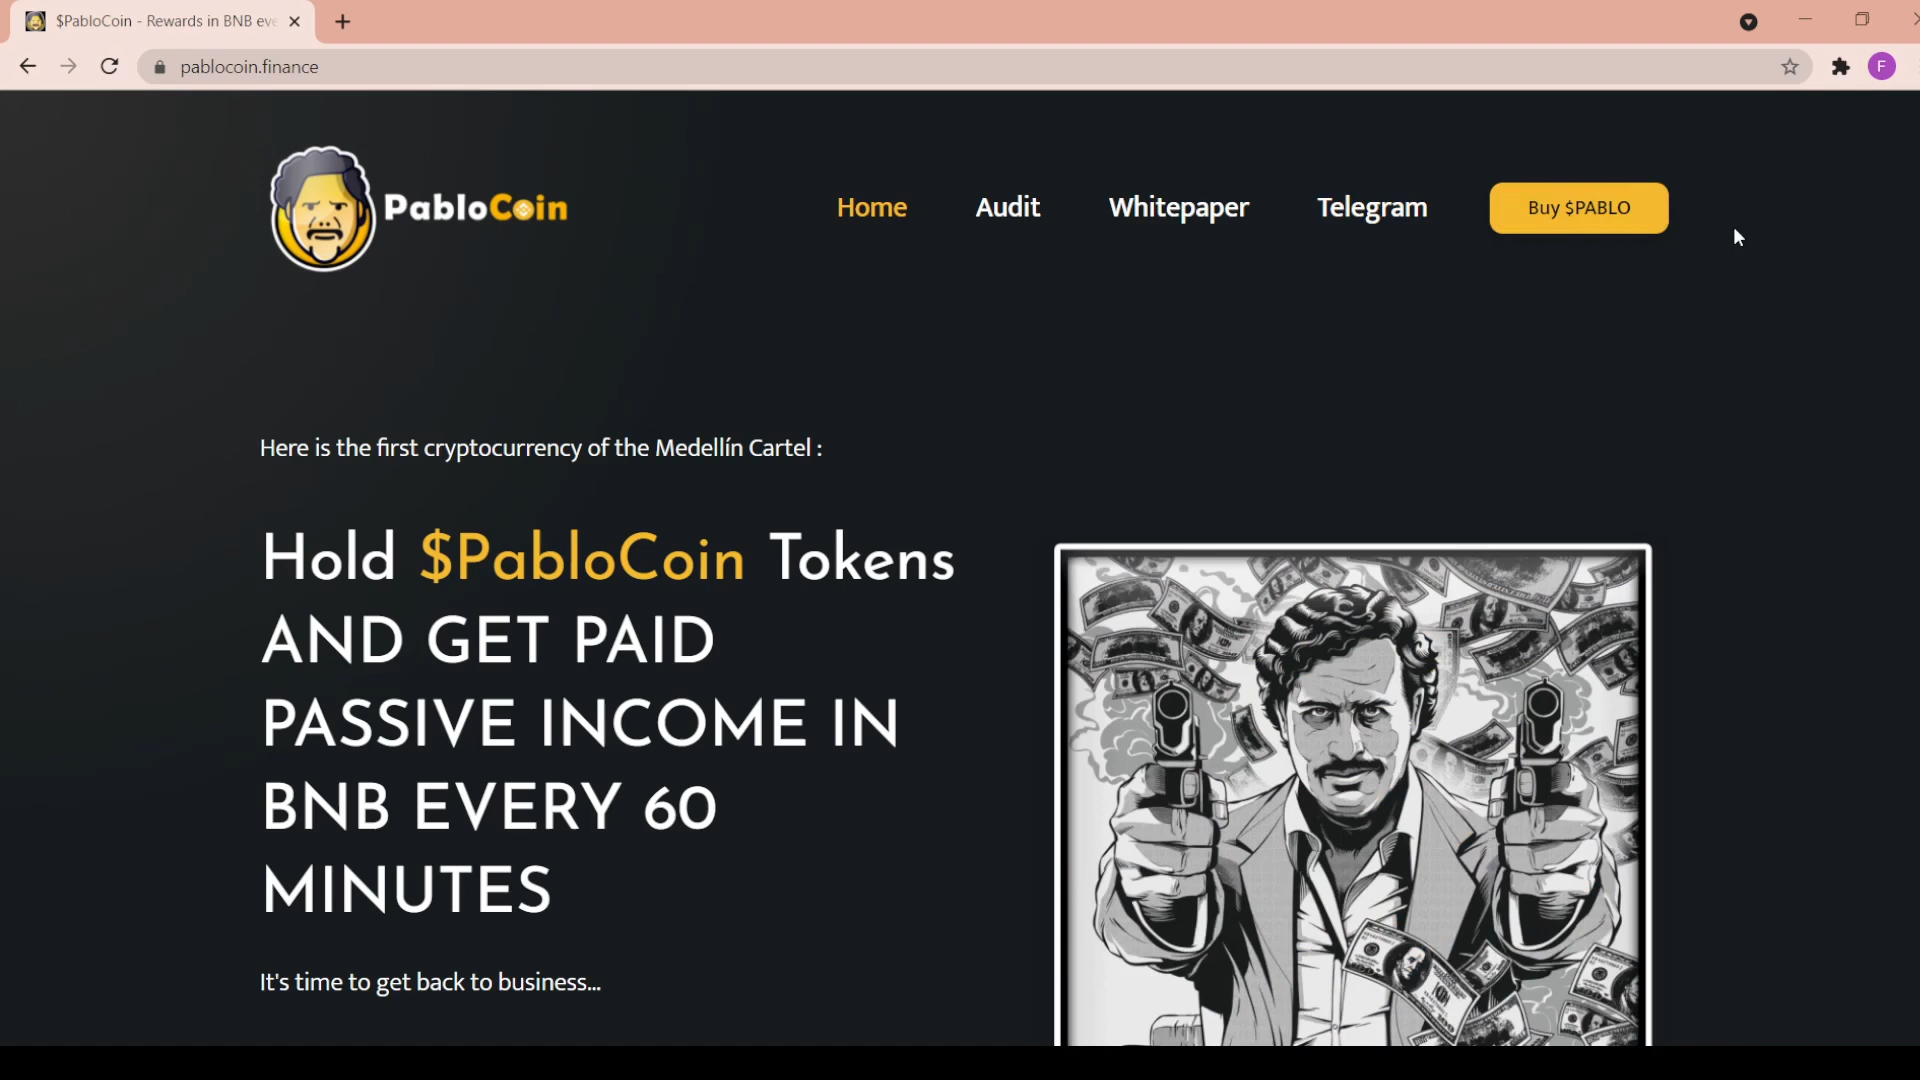 $PabloCoin - Rewards in BNB eve
pablocoin.finance
F
PabloCoin
Home
Audit
Whitepaper
Telegram
Buy $PABLO
Here is the first cryptocurrency of the Medellín Cartel :
Hold $PabloCoin Tokens
AND GET PAID
PASSIVE INCOME IN
BNB EVERY 60
MINUTES
It's time to get back to business...